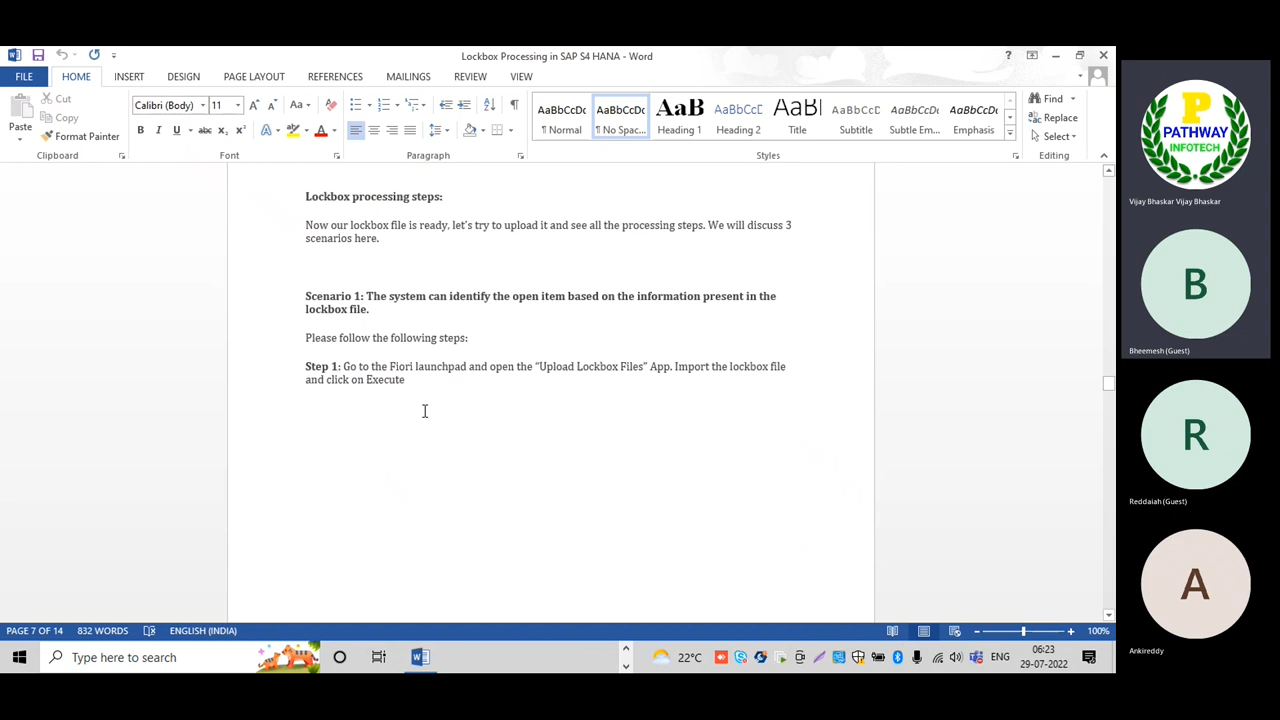 Lockbox Processing in SAP S4 HANA - Word
FILE HOME INSERT DESIGN PAGE LAYOUT REFERENCES MAILINGS REVIEW VIEW
Cut
Copy
Format Painter
Paste
Clipboard
Calibri (Body) 11
Font
Paragraph
AaBbCcDc AaBbCcDc AaB AaBbCcD AaB AaBbCcD AaBbCcDc AaBbCcDc
¶ Normal ¶ No Spac... Heading 1 Heading 2 Title Subtitle Subtle Em... Emphasis
Styles
Find
Replace
Select
Editing
Lockbox processing steps:
Now our lockbox file is ready, let's try to upload it and see all the processing steps. We will discuss 3
scenarios here.
Scenario 1: The system can identify the open item based on the information present in the
lockbox file.
Please follow the following steps:
Step 1: Go to the Fiori launchpad and open the “Upload Lockbox Files” App. Import the lockbox file
and click on Execute
PAGE 7 OF 14 832 WORDS ENGLISH (INDIA) 100%
Type here to search
22°C
ENG
06:23
29-07-2022
P
PATHWAY
INFOTECH
Vijay Bhaskar Vijay Bhaskar
B
Bheemesh (Guest)
R
Reddaiah (Guest)
A
Ankireddy